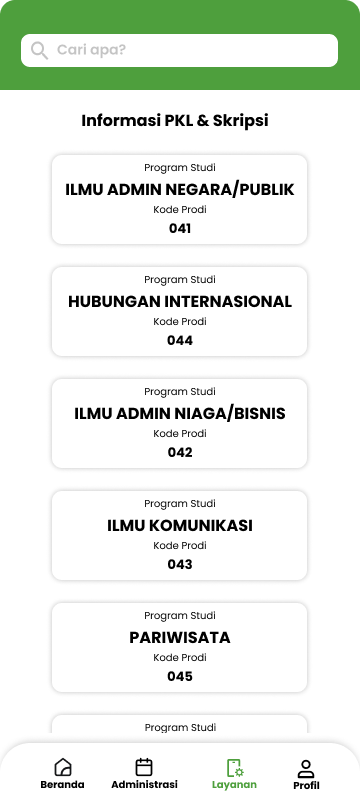 Cari apa?
Informasi PKL & Skripsi
Program Studi
ILMU ADMIN NEGARA/PUBLIK
Kode Prodi
041
Program Studi
HUBUNGAN INTERNASIONAL
Kode Prodi
044
Program Studi
ILMU ADMIN NIAGA/BISNIS
Kode Prodi
042
Program Studi
ILMU KOMUNIKASI
Kode Prodi
043
Program Studi
PARIWISATA
Kode Prodi
045
Program Studi
Beranda Administrasi Layanan Profil